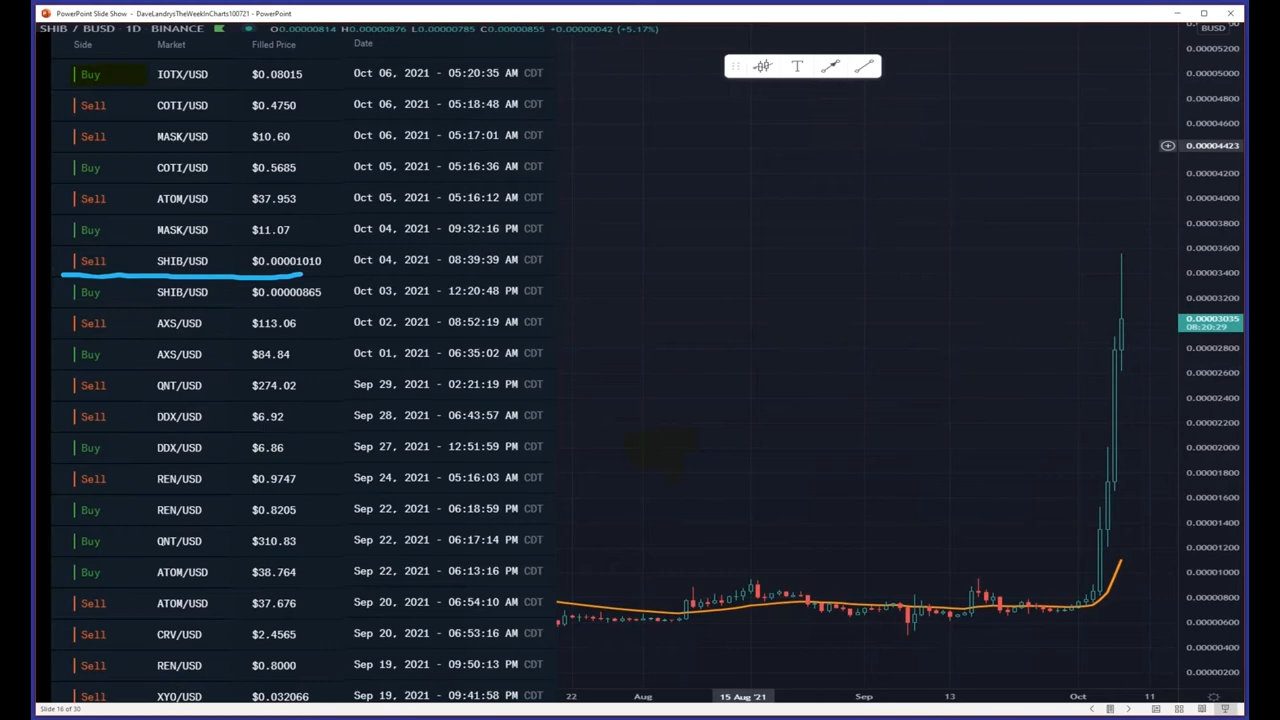 PowerPoint Slide Show - DaveLandrysTheWeekInCharts100721 - PowerPoint
SHIB / BUSD 1D BINANCE O0.00000814 H0.00000876 L0.00000785 C0.00000855 +0.00000042 (+5.17%)
Side Market Filled Price Date
Buy IOTX/USD $0.08015 Oct 06, 2021 - 05:20:35 AM CDT
Sell COTI/USD $0.4750 Oct 06, 2021 - 05:18:48 AM CDT
Sell MASK/USD $10.60 Oct 06, 2021 - 05:17:01 AM CDT
Buy COTI/USD $0.5685 Oct 05, 2021 - 05:16:36 AM CDT
Sell ATOM/USD $37.953 Oct 05, 2021 - 05:16:12 AM CDT
Buy MASK/USD $11.07 Oct 04, 2021 - 09:32:16 PM CDT
Sell SHIB/USD $0.00001010 Oct 04, 2021 - 08:39:39 AM CDT
Buy SHIB/USD $0.00000865 Oct 03, 2021 - 12:20:48 PM CDT
Sell AXS/USD $113.06 Oct 02, 2021 - 08:52:19 AM CDT
Buy AXS/USD $84.84 Oct 01, 2021 - 06:35:02 AM CDT
Sell QNT/USD $274.02 Sep 29, 2021 - 02:21:19 PM CDT
Sell DDX/USD $6.92 Sep 28, 2021 - 06:43:57 AM CDT
Buy DDX/USD $6.86 Sep 27, 2021 - 12:51:59 PM CDT
Sell REN/USD $0.9747 Sep 24, 2021 - 05:16:03 AM CDT
Buy REN/USD $0.8205 Sep 22, 2021 - 06:18:59 PM CDT
Buy QNT/USD $310.83 Sep 22, 2021 - 06:17:14 PM CDT
Buy ATOM/USD $38.764 Sep 22, 2021 - 06:13:16 PM CDT
Sell ATOM/USD $37.676 Sep 20, 2021 - 06:54:10 AM CDT
Sell CRV/USD $2.4565 Sep 20, 2021 - 06:53:16 AM CDT
Sell REN/USD $0.8000 Sep 19, 2021 - 09:50:13 PM CDT
Sell XYO/USD $0.032066 Sep 19, 2021 - 09:41:58 PM CDT
T
BUSD
0.00005200
0.00005000
0.00004800
0.00004600
0.00004423
0.00004200
0.00004000
0.00003800
0.00003600
0.00003400
0.00003200
0.00003035
08:20:29
0.00002800
0.00002600
0.00002400
0.00002200
0.00002000
0.00001800
0.00001600
0.00001400
0.00001200
0.00001000
0.00000800
0.00000600
0.00000400
0.00000200
22 Aug 15 Aug '21 Sep 13 Oct 11
Slide 16 of 30